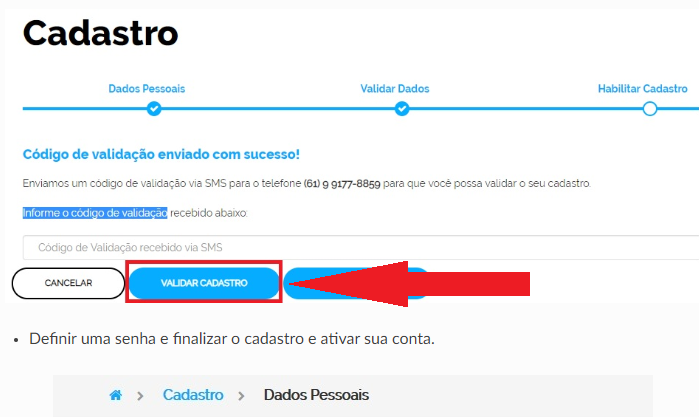 Cadastro
Dados Pessoais
Validar Dados
Habilitar Cadastro
Código de validação enviado com sucesso!
Enviamos um código de validação via SMS para o telefone (61) 9 9177-8859 para que você possa validar o seu cadastro.
Informe o código de validação recebido abaixo:
Código de Validação recebido via SMS
CANCELAR
VALIDAR CADASTRO
• Definir uma senha e finalizar o cadastro e ativar sua conta.
> Cadastro > Dados Pessoais